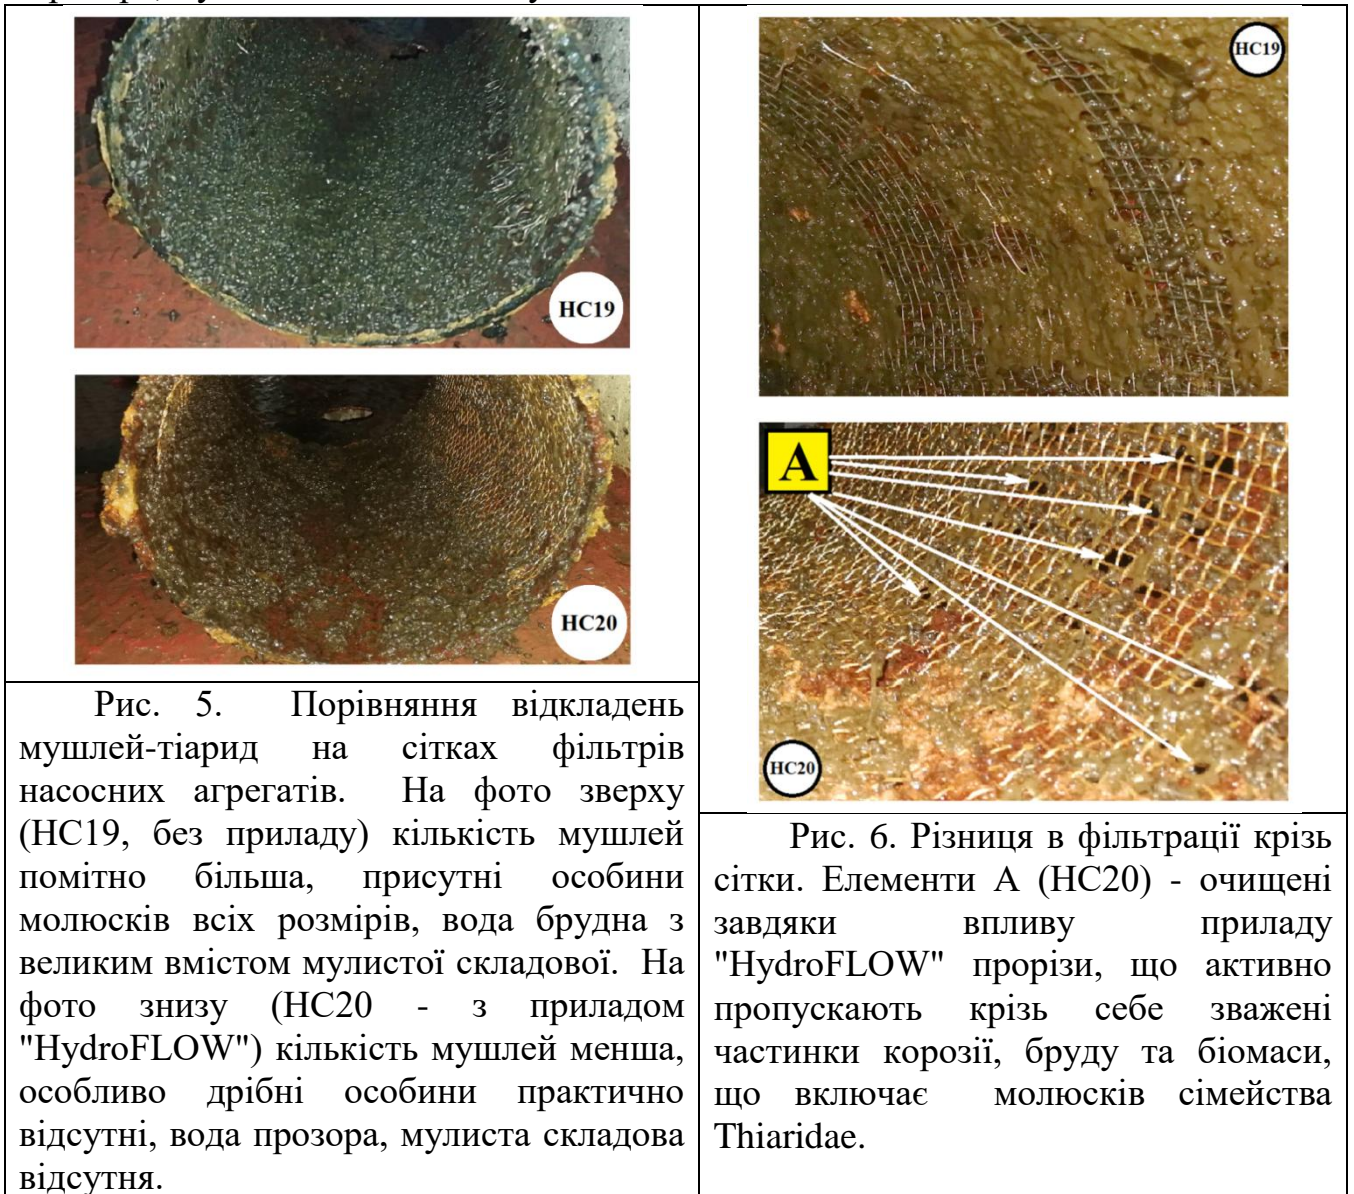 HC19
HC20
Рис. 5. Порівняння відкладень
мушлей-тіарид на сітках фільтрів
насосних агрегатів. На фото зверху
(НС19, без приладу) кількість мушлей
помітно більша, присутні особини
молюсків всіх розмірів, вода брудна з
великим вмістом мулистої складової. На
фото знизу (НС20 - з приладом
"HydroFLOW") кількість мушлей менша,
особливо дрібні особини практично
відсутні, вода прозора, мулиста складова
відсутня.
HC19
A
HC20
Рис. 6. Різниця в фільтрації крізь
сітки. Елементи А (НС20) - очищені
завдяки впливу приладу
"HydroFLOW" прорізи, що активно
пропускають крізь себе зважені
частинки корозії, бруду та біомаси,
що включає молюсків сімейства
Thiaridae.